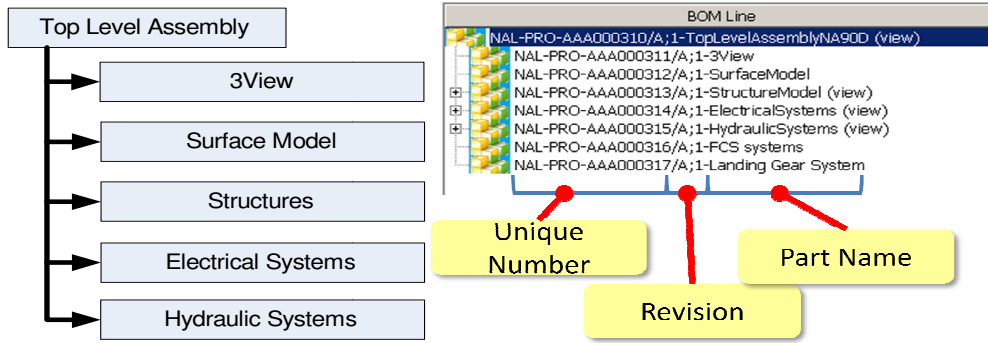 Top Level Assembly
3View
Surface Model
Structures
Electrical Systems
Hydraulic Systems
BOM Line
NAL-PRO-AAA000310/A;1-TopLevelAssemblyNA90D (view)
NAL-PRO-AAA000311/A;1-3View
NAL-PRO-AAA000312/A;1-SurfaceModel
NAL-PRO-AAA000313/A;1-StructureModel (view)
NAL-PRO-AAA000314/A;1-ElectricalSystems (view)
NAL-PRO-AAA000315/A;1-HydraulicSystems (view)
NAL-PRO-AAA000316/A;1-FCS systems
NAL-PRO-AAA000317/A;1-Landing Gear System
Unique
Number
Revision
Part Name